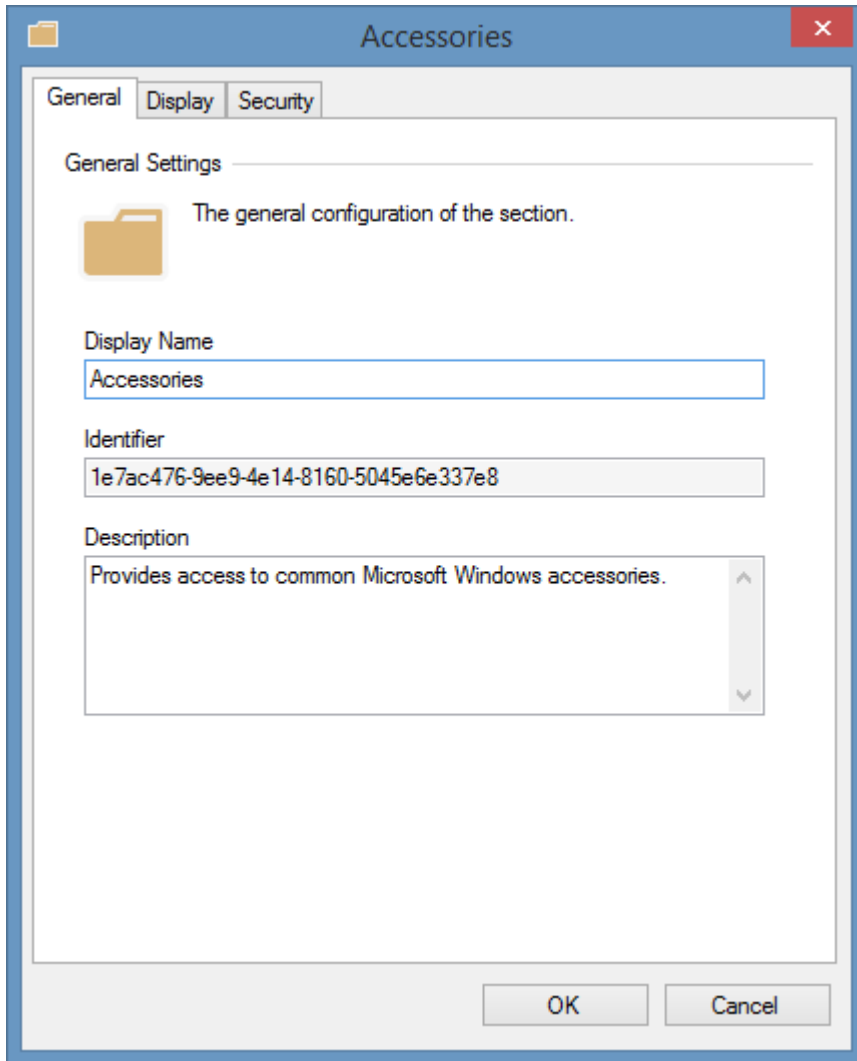 Accessories
General Display Security
General Settings
The general configuration of the section.
Display Name
Accessories
Identifier
1e7ac476-9ee9-4e14-8160-5045e6e337e8
Description
Provides access to common Microsoft Windows accessories.
OK Cancel